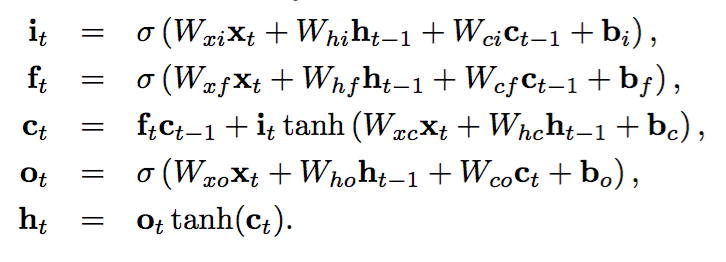 i_t = σ (W_{xi}x_t + W_{hi}h_{t−1} + W_{ci}c_{t−1} + b_i) ,
f_t = σ (W_{xf}x_t + W_{hf}h_{t−1} + W_{cf}c_{t−1} + b_f) ,
c_t = f_tc_{t−1} + i_t tanh (W_{xc}x_t + W_{hc}h_{t−1} + b_c) ,
o_t = σ (W_{xo}x_t + W_{ho}h_{t−1} + W_{co}c_t + b_o) ,
h_t = o_t tanh(c_t).